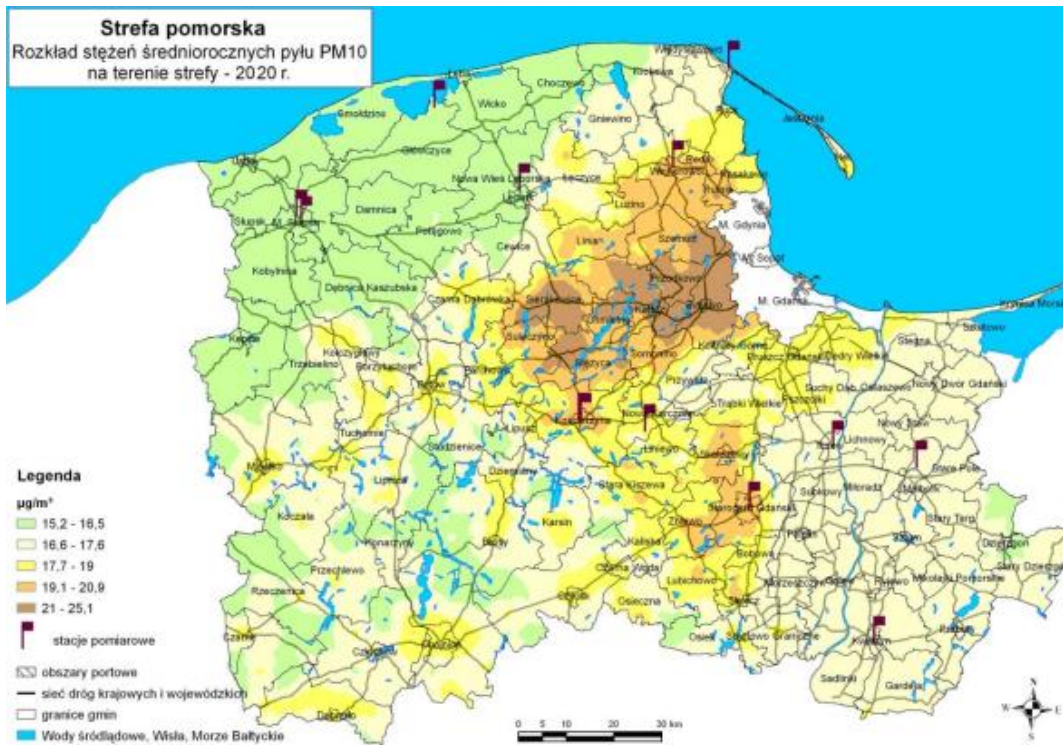 Strefa pomorska
Rozkład stężeń średniorocznych pyłu PM10
na terenie strefy - 2020 r.
Łeba
Choczewo
Krokowa
Wicko
Smołdzino
Gniewino
Jastarnia
Główczyce
Nowa Wieś Lęborska
Łęczyce
Kosakowo
Luzino
Damnica
Słupsk
M. Gdynia
Potęgowo
Cewice
Linia
Szemud
M. Sopot
Kobylnica
Przodkowo
Dębnica Kaszubska
Czarna Dąbrówka
Sierakowice
M. Gdańsk
Krynica Morska
Sulęczyno
Somonino
Kępice
Kołczygłowy
Trzebielino
Borzytuchom
Stężyca
Pruszcz Gdański
Cedry Wielkie
Stegna
Sztutowo
Przywidz
Trąbki Wielkie
Pszczółki
Suchy Dąb
Ostaszewo
Nowy Dwór Gdański
Tuchomie
Studzienice
Lipusz
Kościerzyna
Nowa Karczma
Liniewo
Lichnowy
Nowy Staw
Miastko
Lipnica
Dziemiany
Stara Kiszewa
Stare Pole
Subkowy
Miłoradz
Malbork
Koczała
Karsin
Starogard Gdański
Stary Targ
Konarzyny
Brusy
Zblewo
Kaliska
Pelplin
Sztum
Dzierzgoń
Bobowo
Czarna Woda
Przechlewo
Rzeczenica
Lubichowo
Morzeszczyn
Gniew
Ryjewo
Mikołajki Pomorskie
Stary Dzierzgoń
Czersk
Osieczna
Skórcz
Czarne
Osiek
Smętowo Graniczne
Kwidzyn
Prabuty
Człuchów
Chojnice
Sadlinki
Gardeja
Debrzno
Legenda
µg/m³
15,2 - 16,5
16,6 - 17,6
17,7 - 19
19,1 - 20,9
21 - 25,1
stacje pomiarowe
obszary portowe
sieć dróg krajowych i wojewódzkich
granice gmin
Wody śródlądowe, Wisła, Morze Bałtyckie
0 5 10 20 30 km
N
W E
S